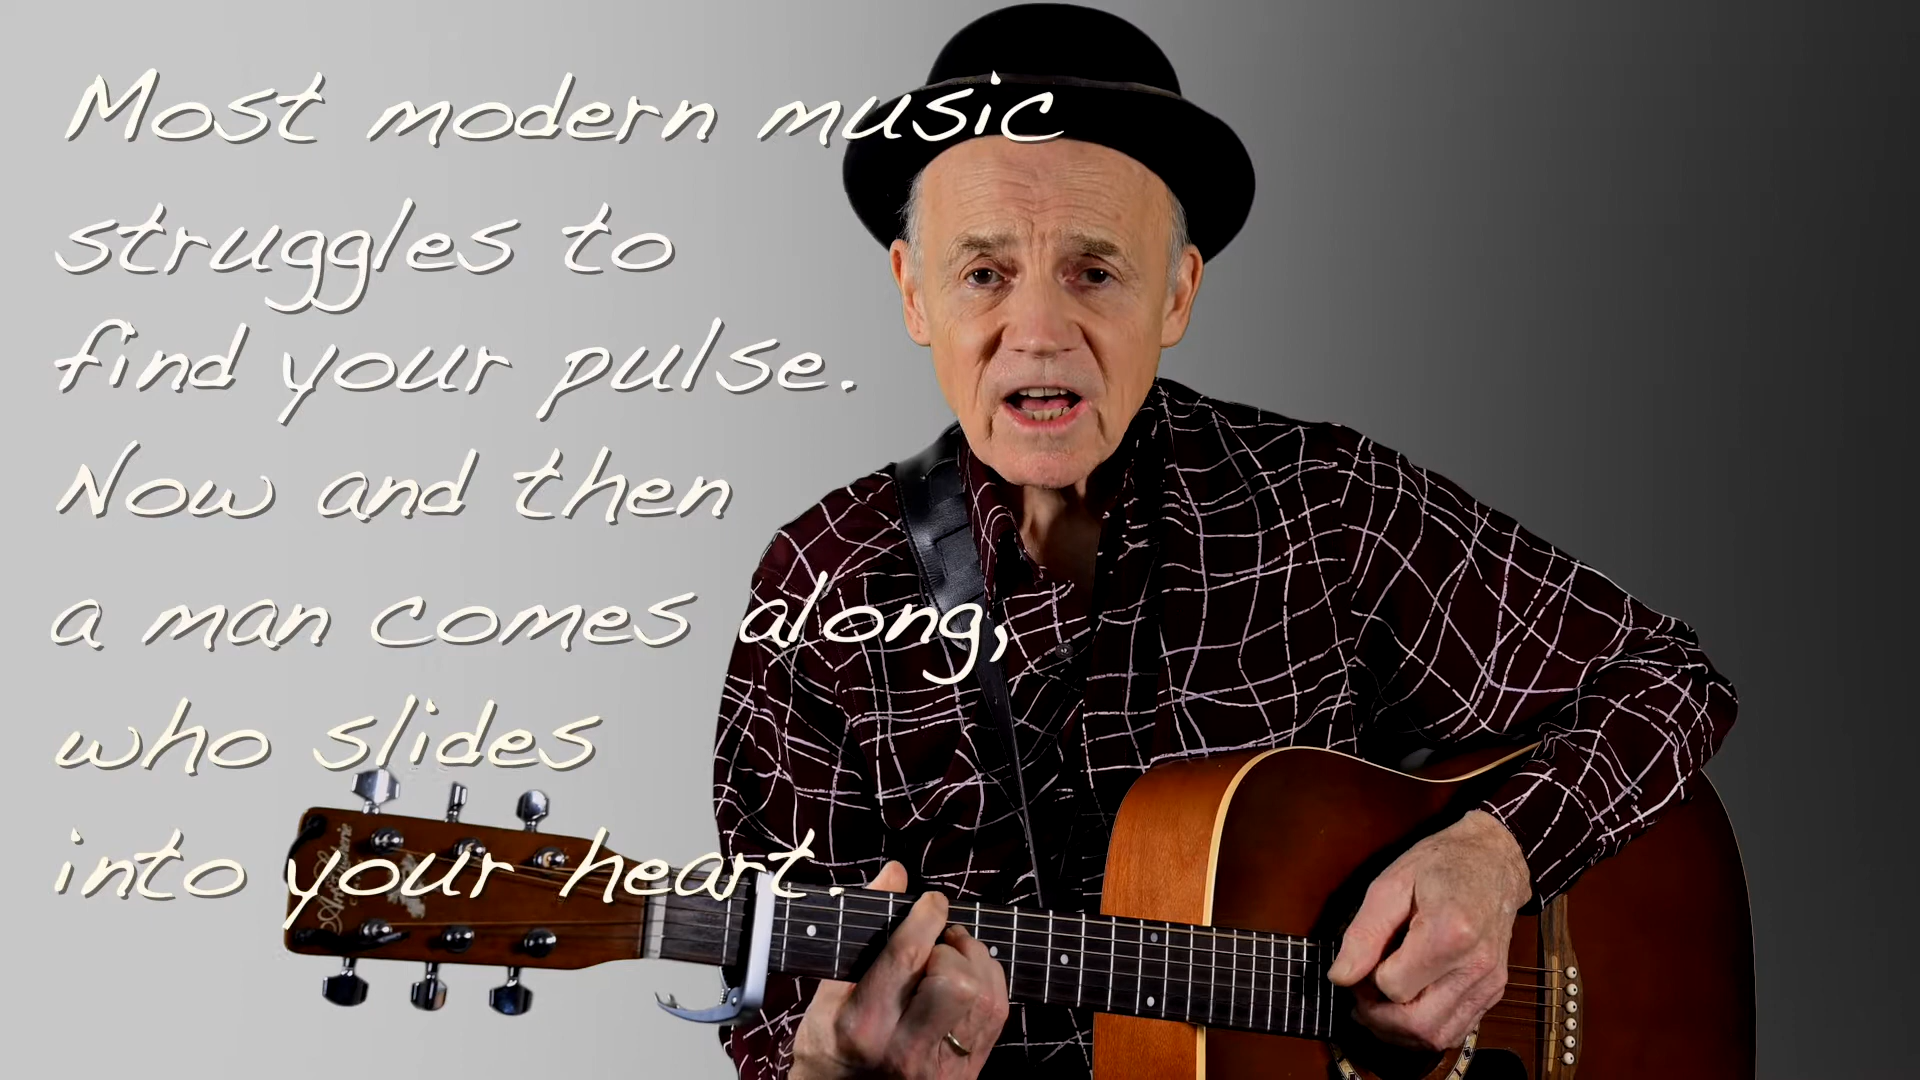 Most modern music
struggles to
find your pulse.
Now and then
a man comes along,
who slides
into your heart.